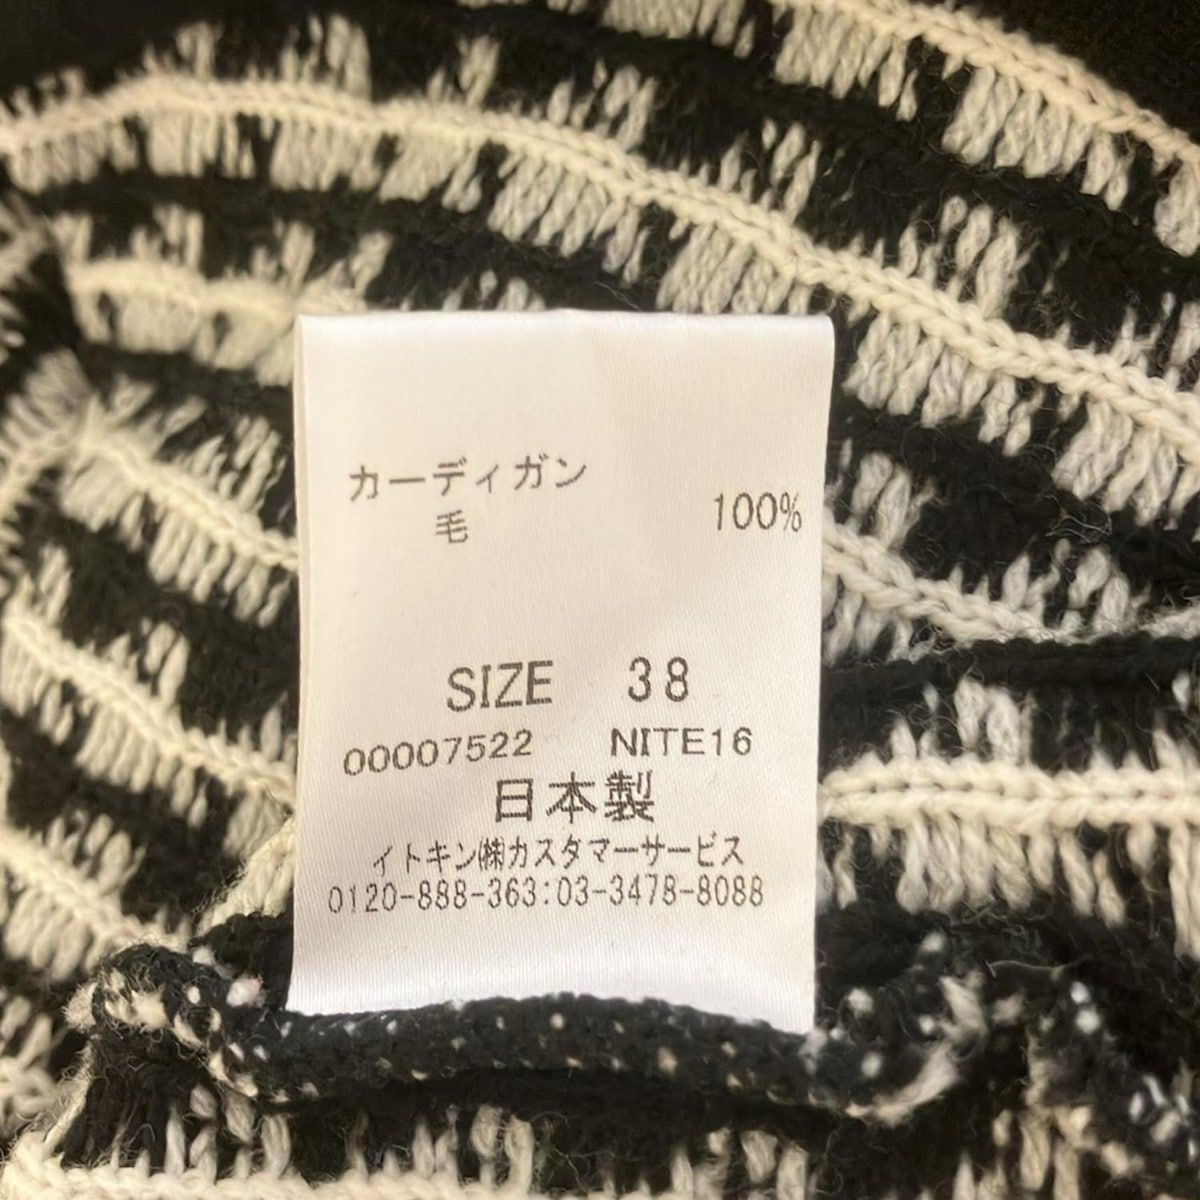 カーディガン
毛 100%
SIZE 38
00007522 NITE16
日本製
イトキン㈱カスタマーサービス
0120-888-363:03-3478-8088